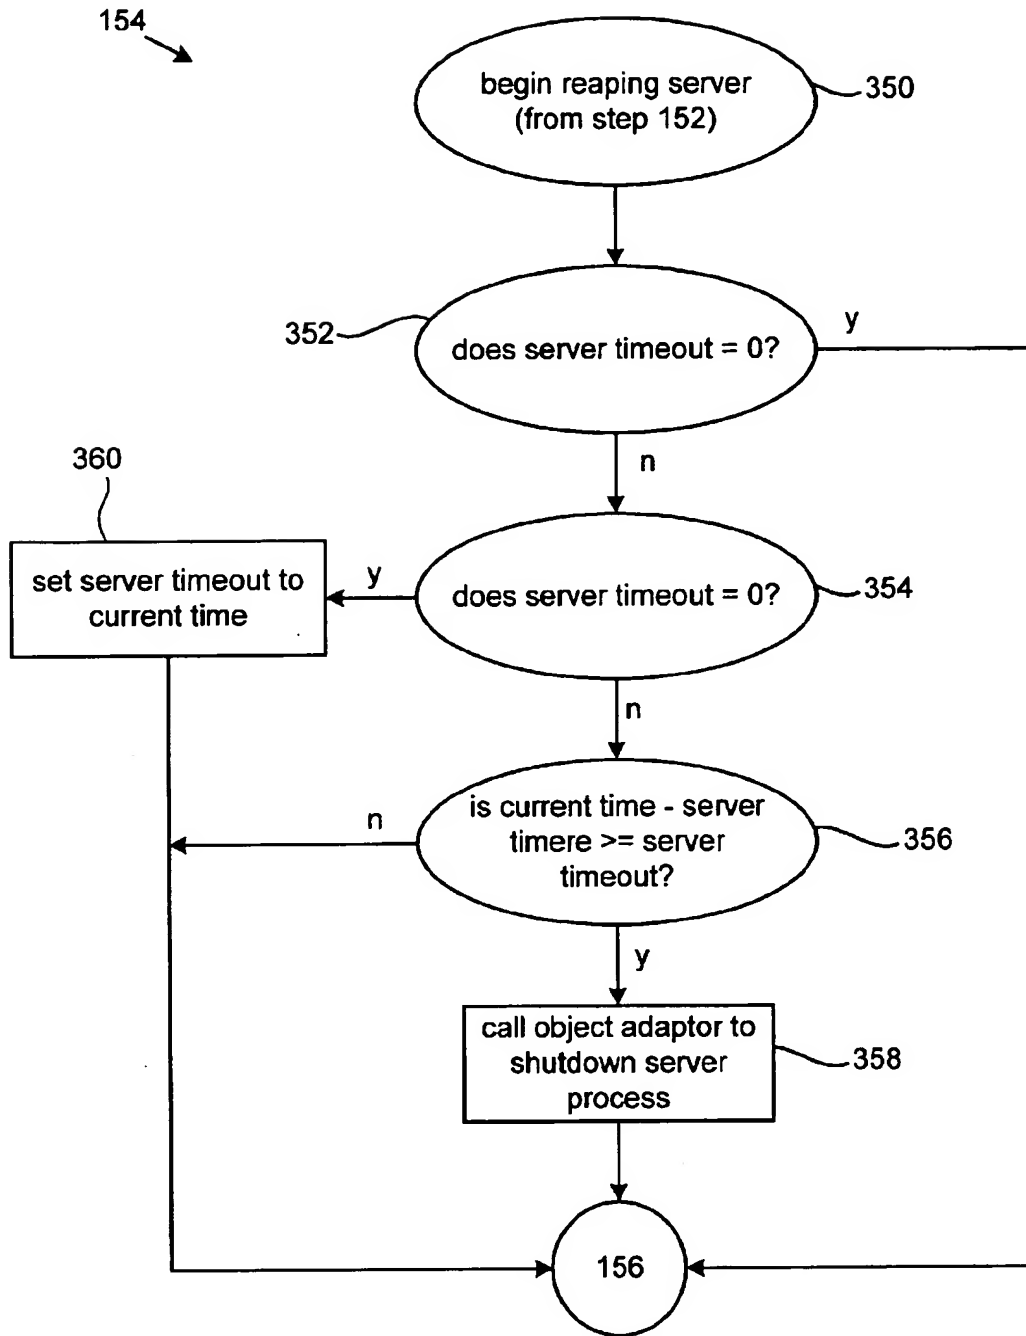 154
begin reaping server
(from step 152)
350
352
does server timeout = 0?
y
n
360
set server timeout to
current time
y
does server timeout = 0?
354
n
is current time - server
timere >= server
timeout?
n
356
y
call object adaptor to
shutdown server
process
358
156